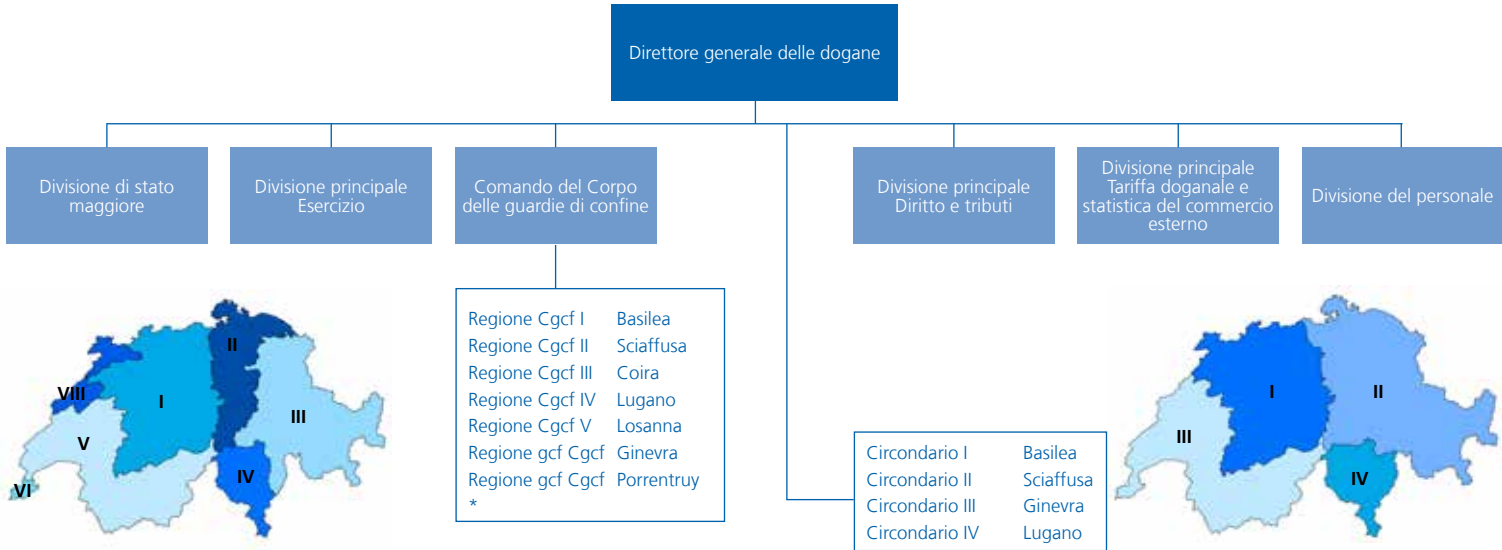 Direttore generale delle dogane
Divisione di stato
maggiore
Divisione principale
Esercizio
Comando del Corpo
delle guardie di confine
Divisione principale
Diritto e tributi
Divisione principale
Tariffa doganale e
statistica del commercio
esterno
Divisione del personale
Regione Cgcf I Basilea
Regione Cgcf II Sciaffusa
Regione Cgcf III Coira
Regione Cgcf IV Lugano
Regione Cgcf V Losanna
Regione gcf Cgcf Ginevra
Regione gcf Cgcf Porrentruy
*
II
VIII
I
III
V
IV
VI
Circondario I Basilea
Circondario II Sciaffusa
Circondario III Ginevra
Circondario IV Lugano
I
II
III
IV